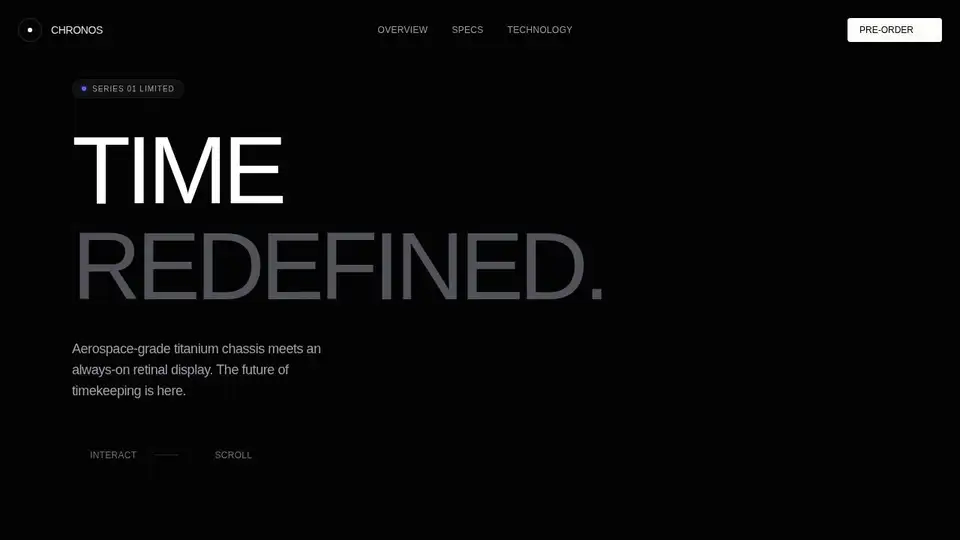 CHRONOS
OVERVIEW SPECS TECHNOLOGY
PRE-ORDER
SERIES 01 LIMITED
TIME
REDEFINED.
Aerospace-grade titanium chassis meets an
always-on retinal display. The future of
timekeeping is here.
INTERACT SCROLL